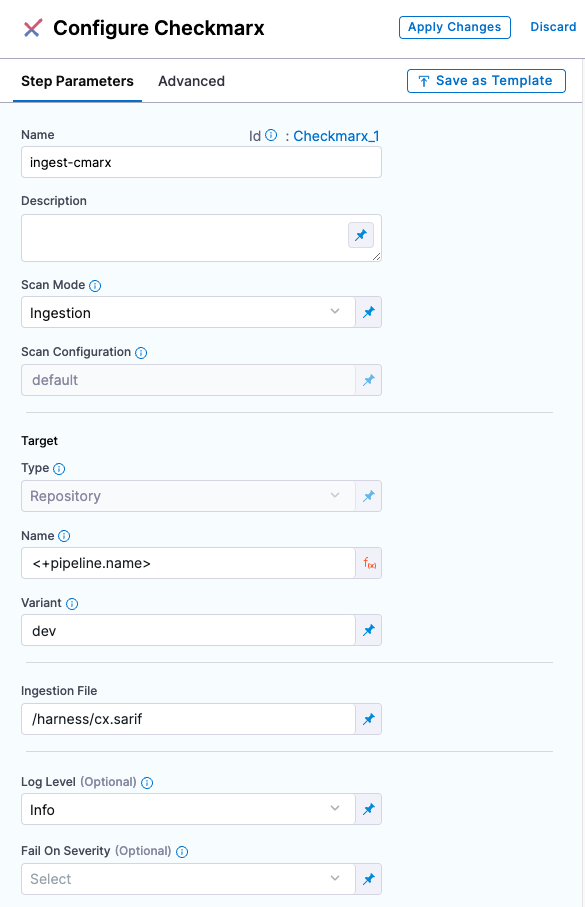 Configure Checkmarx
Apply Changes
Discard
Step Parameters
Advanced
Save as Template
Name
Id : Checkmarx_1
ingest-cmarx
Description
Scan Mode
Ingestion
Scan Configuration
default
Target
Type
Repository
Name
<+pipeline.name>
f(x)
Variant
dev
Ingestion File
/harness/cx.sarif
Log Level (Optional)
Info
Fail On Severity (Optional)
Select